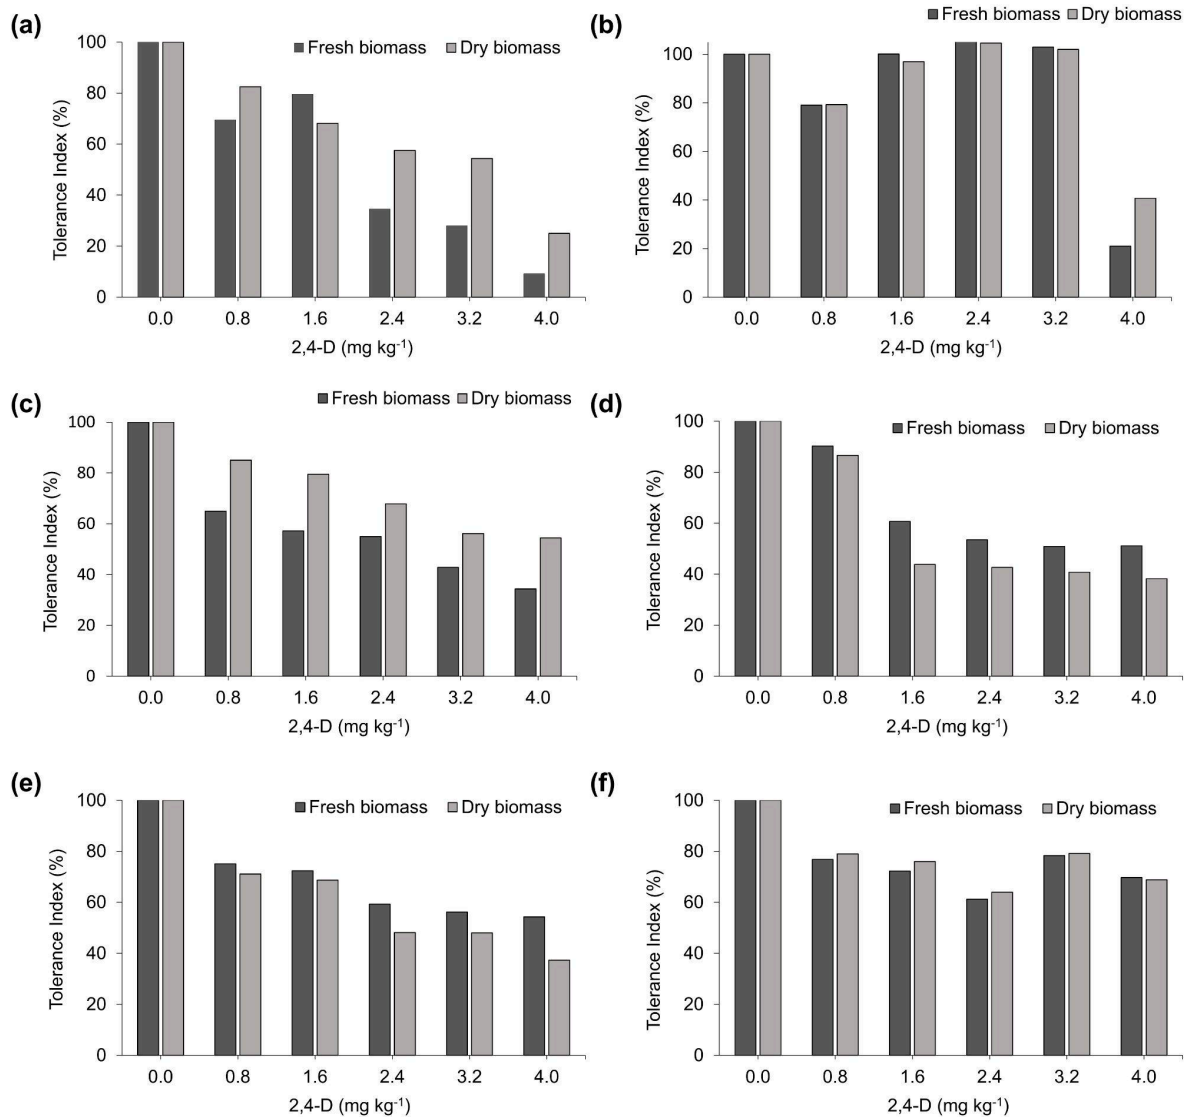 (a)
Fresh biomass Dry biomass
Tolerance Index (%)
100
80
60
40
20
0
0.0 0.8 1.6 2.4 3.2 4.0
2,4-D (mg kg⁻¹)
(b)
Fresh biomass Dry biomass
Tolerance Index (%)
100
80
60
40
20
0
0.0 0.8 1.6 2.4 3.2 4.0
2,4-D (mg kg⁻¹)
(c)
Fresh biomass Dry biomass
Tolerance Index (%)
100
80
60
40
20
0
0.0 0.8 1.6 2.4 3.2 4.0
2,4-D (mg kg⁻¹)
(d)
Fresh biomass Dry biomass
Tolerance Index (%)
100
80
60
40
20
0
0.0 0.8 1.6 2.4 3.2 4.0
2,4-D (mg kg⁻¹)
(e)
Fresh biomass Dry biomass
Tolerance Index (%)
100
80
60
40
20
0
0.0 0.8 1.6 2.4 3.2 4.0
2,4-D (mg kg⁻¹)
(f)
Fresh biomass Dry biomass
Tolerance Index (%)
100
80
60
40
20
0
0.0 0.8 1.6 2.4 3.2 4.0
2,4-D (mg kg⁻¹)